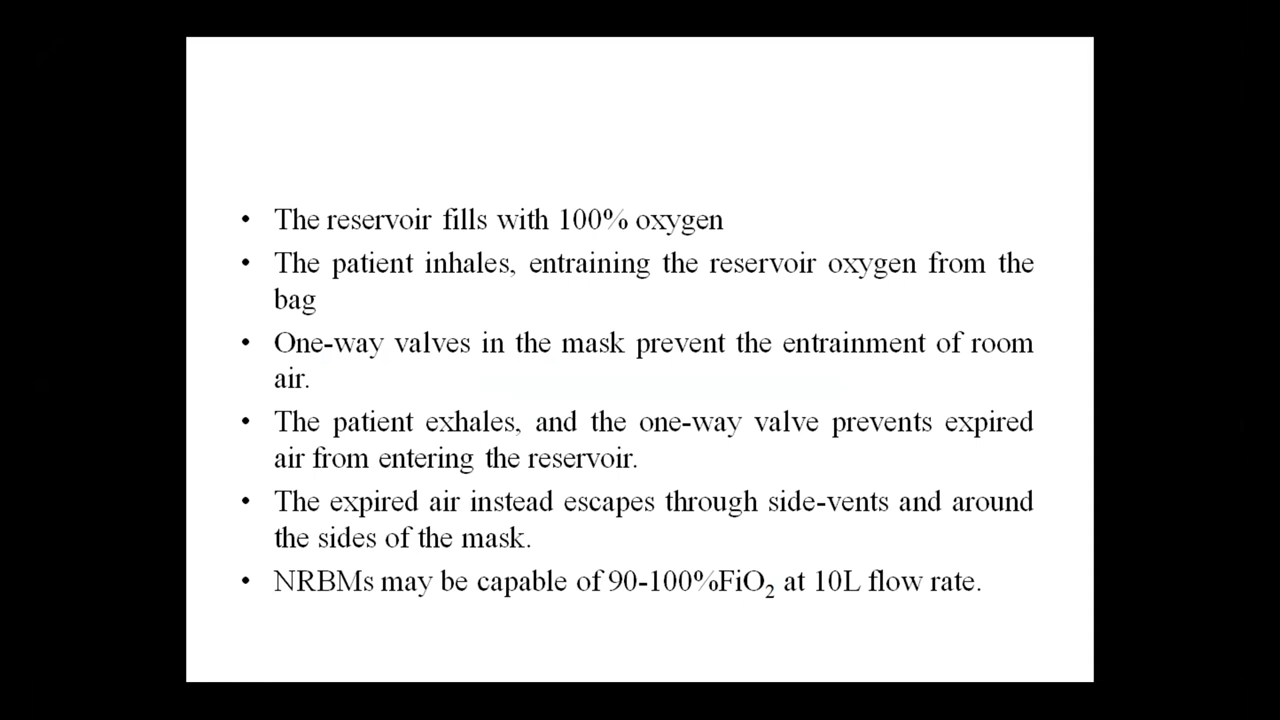 • The reservoir fills with 100% oxygen
• The patient inhales, entraining the reservoir oxygen from the
bag
• One-way valves in the mask prevent the entrainment of room
air.
• The patient exhales, and the one-way valve prevents expired
air from entering the reservoir.
• The expired air instead escapes through side-vents and around
the sides of the mask.
• NRBMs may be capable of 90-100%FiO₂ at 10L flow rate.